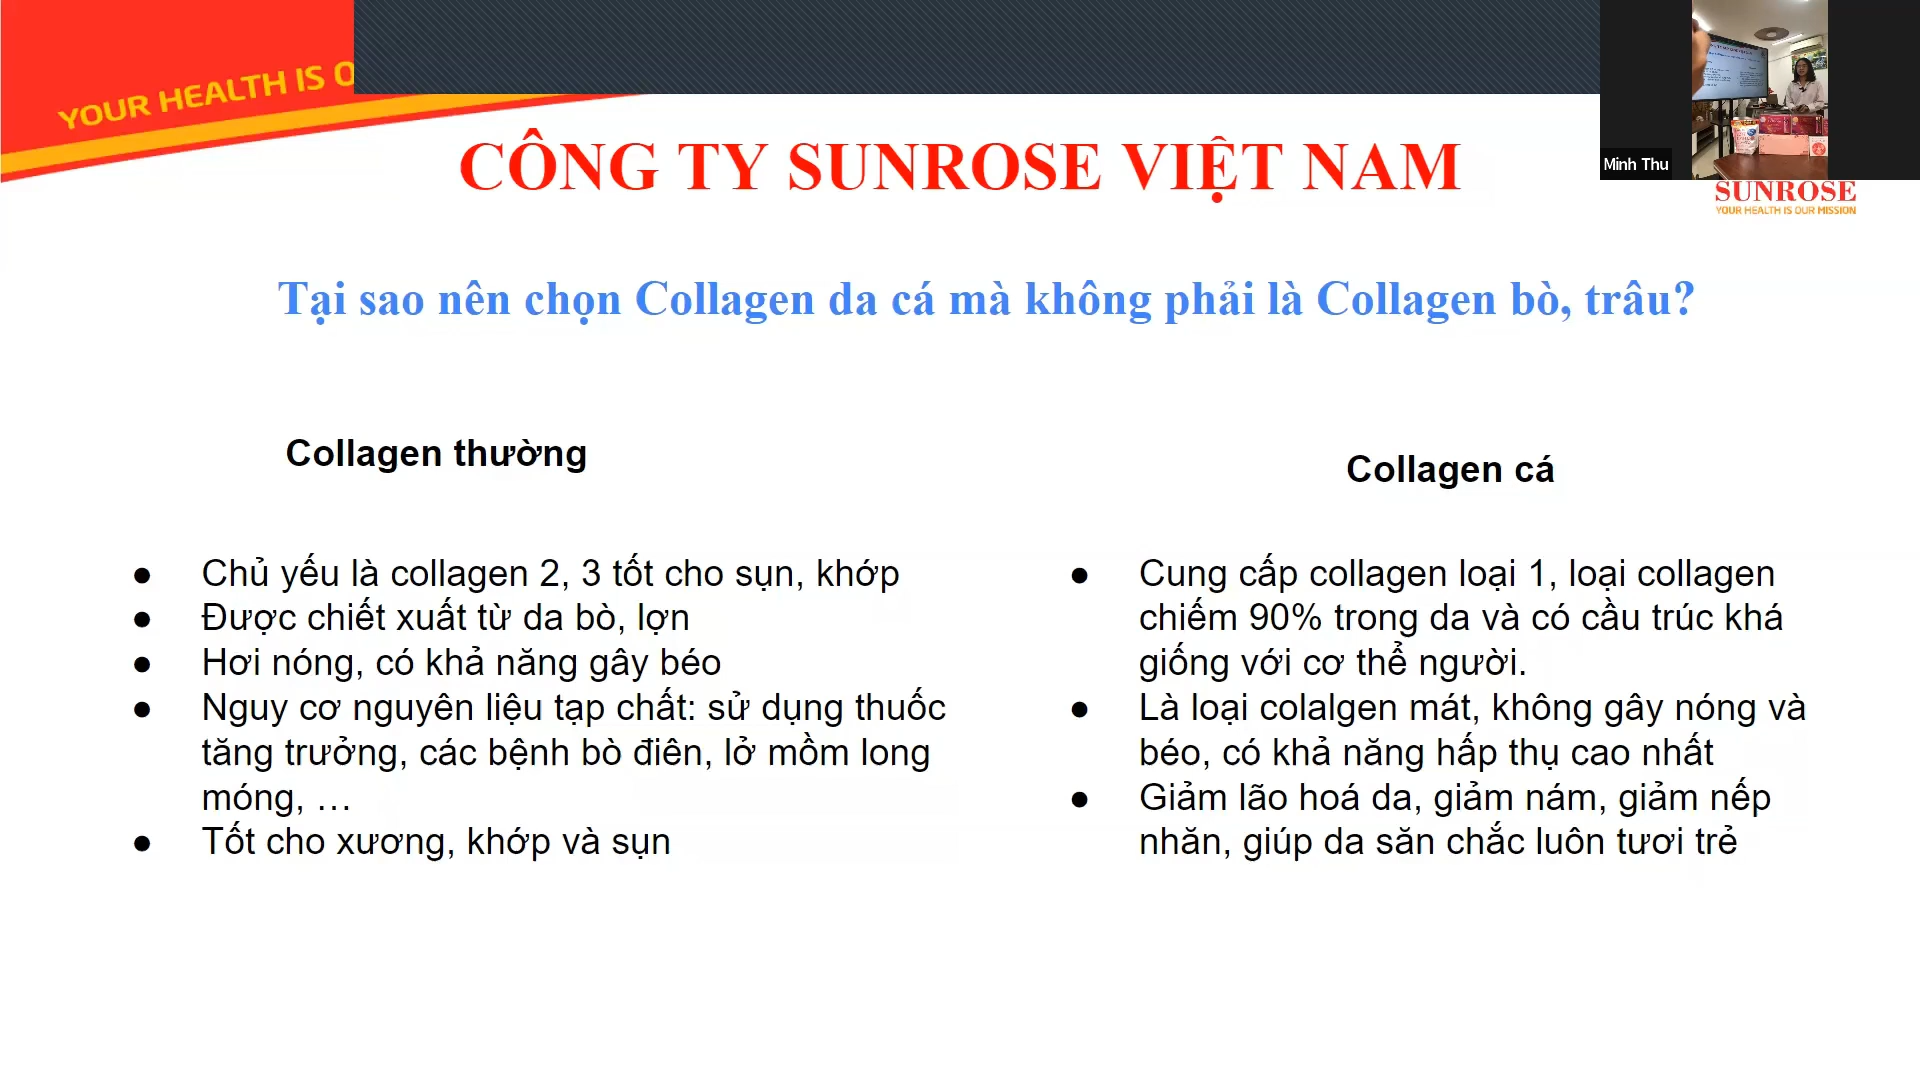 YOUR HEALTH IS O
Minh Thu
CÔNG TY SUNROSE VIỆT NAM
SUNROSE
YOUR HEALTH IS OUR MISSION
Tại sao nên chọn Collagen da cá mà không phải là Collagen bò, trâu?
Collagen thường
● Chủ yếu là collagen 2, 3 tốt cho sụn, khớp
● Được chiết xuất từ da bò, lợn
● Hơi nóng, có khả năng gây béo
● Nguy cơ nguyên liệu tạp chất: sử dụng thuốc
tăng trưởng, các bệnh bò điên, lở mồm long
móng, …
● Tốt cho xương, khớp và sụn
Collagen cá
● Cung cấp collagen loại 1, loại collagen
chiếm 90% trong da và có cầu trúc khá
giống với cơ thể người.
● Là loại colalgen mát, không gây nóng và
béo, có khả năng hấp thụ cao nhất
● Giảm lão hoá da, giảm nám, giảm nếp
nhăn, giúp da săn chắc luôn tươi trẻ